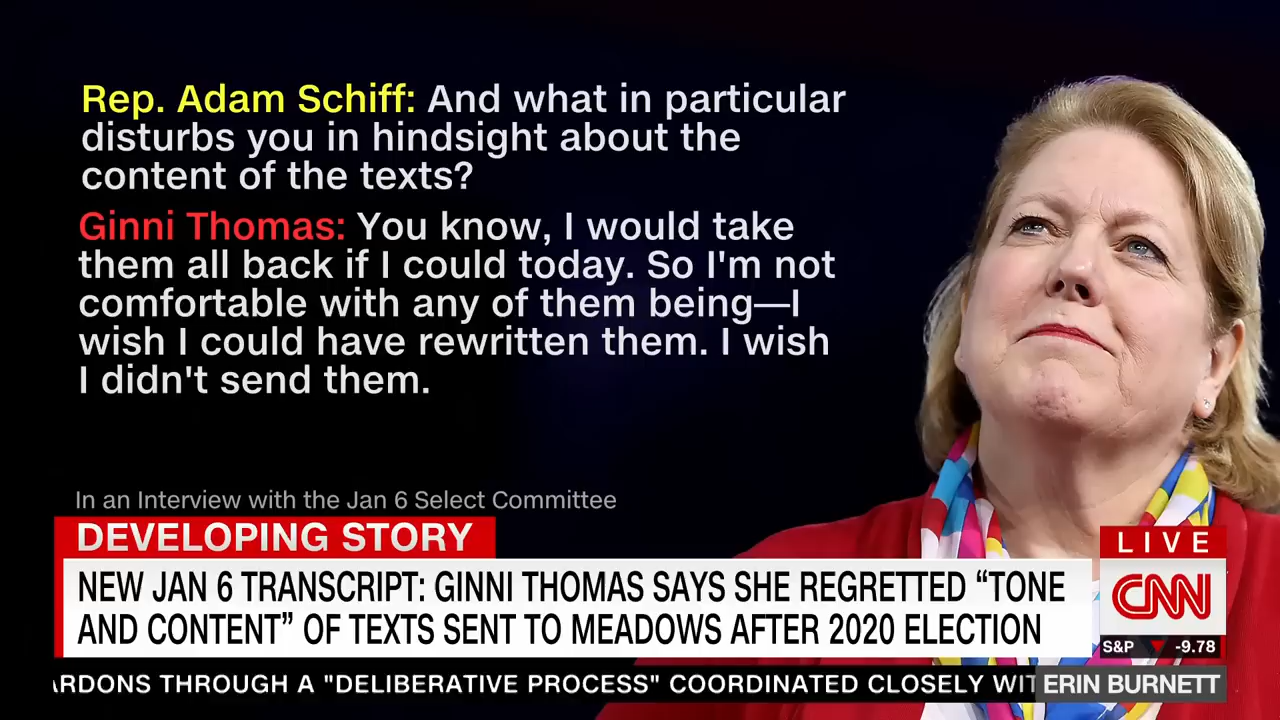 Rep. Adam Schiff: And what in particular
disturbs you in hindsight about the
content of the texts?
Ginni Thomas: You know, I would take
them all back if I could today. So I'm not
comfortable with any of them being—I
wish I could have rewritten them. I wish
I didn't send them.
In an Interview with the Jan 6 Select Committee
DEVELOPING STORY
NEW JAN 6 TRANSCRIPT: GINNI THOMAS SAYS SHE REGRETTED “TONE
AND CONTENT” OF TEXTS SENT TO MEADOWS AFTER 2020 ELECTION
LIVE
CNN
S&P ▼ -9.78
THROUGH A "DELIBERATIVE PROCESS" COORDINATED CLOSELY
ERIN BURNETT